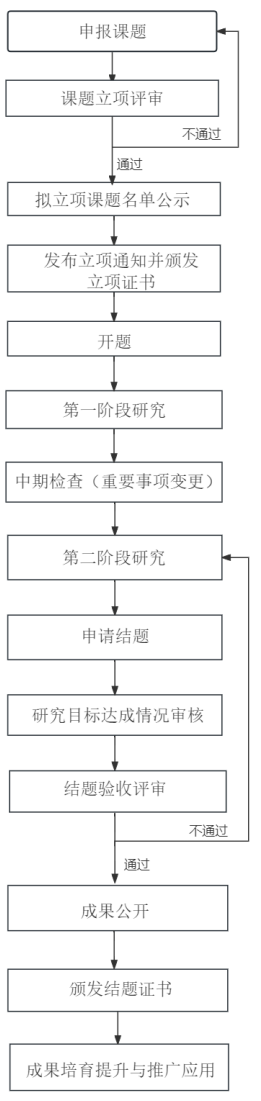 申报课题
课题立项评审
不通过
通过
拟立项课题名单公示
发布立项通知并颁发
立项证书
开题
第一阶段研究
中期检查（重要事项变更）
第二阶段研究
申请结题
研究目标达成情况审核
结题验收评审
不通过
通过
成果公开
颁发结题证书
成果培育提升与推广应用